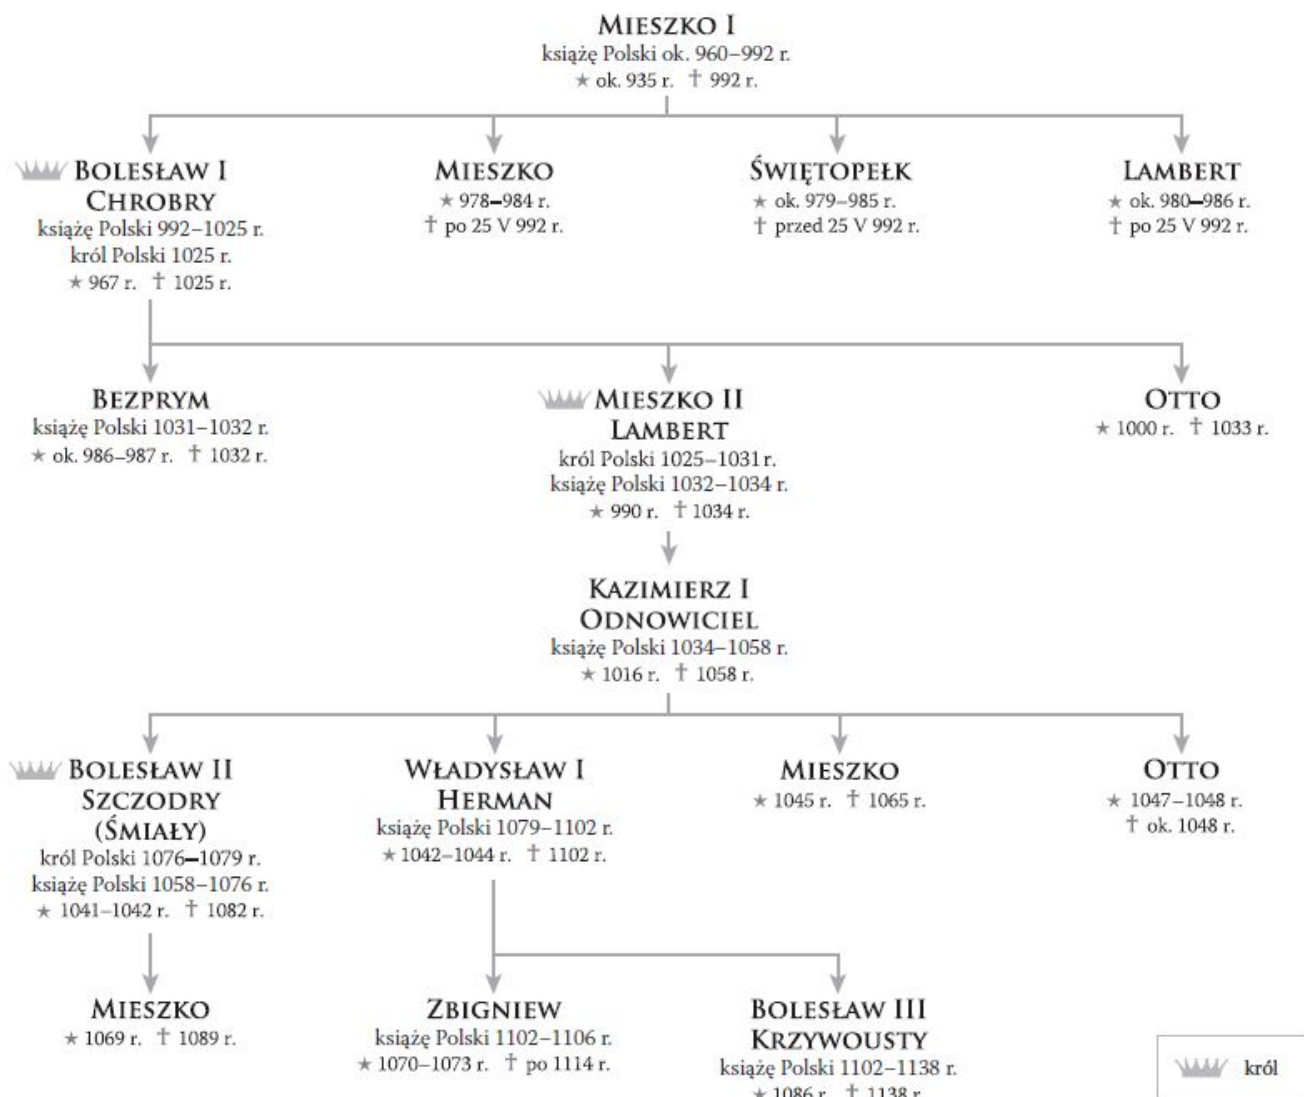 MIESZKO I
książę Polski ok. 960–992 r.
★ ok. 935 r. † 992 r.
BOLESŁAW I
CHROBRY
książę Polski 992–1025 r.
król Polski 1025 r.
★ 967 r. † 1025 r.
MIESZKO
★ 978–984 r.
† po 25 V 992 r.
ŚWIĘTOPEŁK
★ ok. 979–985 r.
† przed 25 V 992 r.
LAMBERT
★ ok. 980–986 r.
† po 25 V 992 r.
BEZPRYM
książę Polski 1031–1032 r.
★ ok. 986–987 r. † 1032 r.
MIESZKO II
LAMBERT
król Polski 1025–1031 r.
książę Polski 1032–1034 r.
★ 990 r. † 1034 r.
OTTO
★ 1000 r. † 1033 r.
KAZIMIERZ I
ODNOWICIEL
książę Polski 1034–1058 r.
★ 1016 r. † 1058 r.
BOLESŁAW II
SZCZODRY
(ŚMIAŁY)
król Polski 1076–1079 r.
książę Polski 1058–1076 r.
★ 1041–1042 r. † 1082 r.
WŁADYSŁAW I
HERMAN
książę Polski 1079–1102 r.
★ 1042–1044 r. † 1102 r.
MIESZKO
★ 1045 r. † 1065 r.
OTTO
★ 1047–1048 r.
† ok. 1048 r.
MIESZKO
★ 1069 r. † 1089 r.
ZBIGNIEW
książę Polski 1102–1106 r.
★ 1070–1073 r. † po 1114 r.
BOLESŁAW III
KRZYWOUSTY
książę Polski 1102–1138 r.
★ 1086 r. † 1138 r.
król